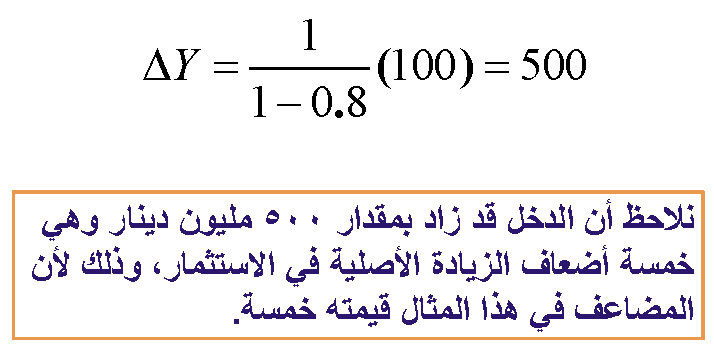 ΔY = 1/(1 − 0.8) (100) = 500
نلاحظ أن الدخل قد زاد بمقدار ٥٠٠ مليون دينار وهي
خمسة أضعاف الزيادة الأصلية في الاستثمار، وذلك لأن
المضاعف في هذا المثال قيمته خمسة.